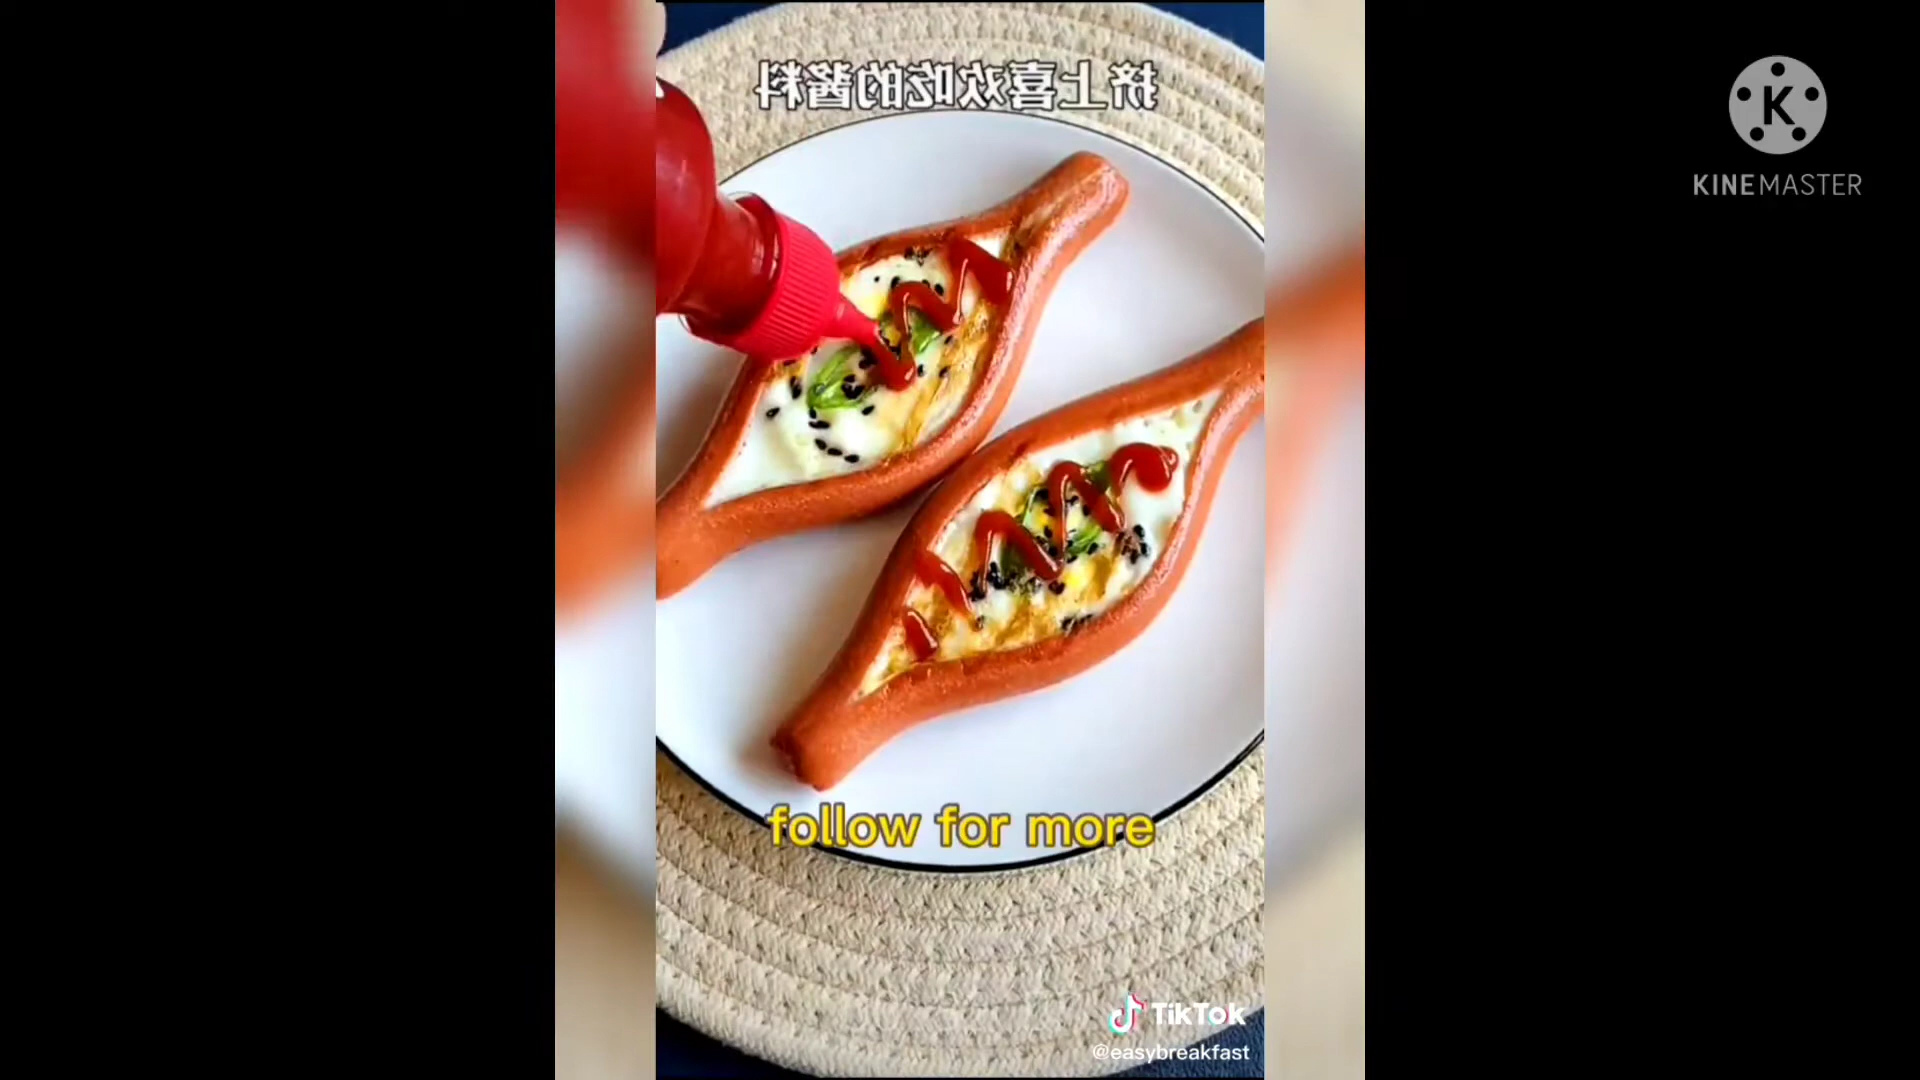 挤上喜欢吃的酱料
K
KINEMASTER
follow for more
TikTok
@easybreakfast